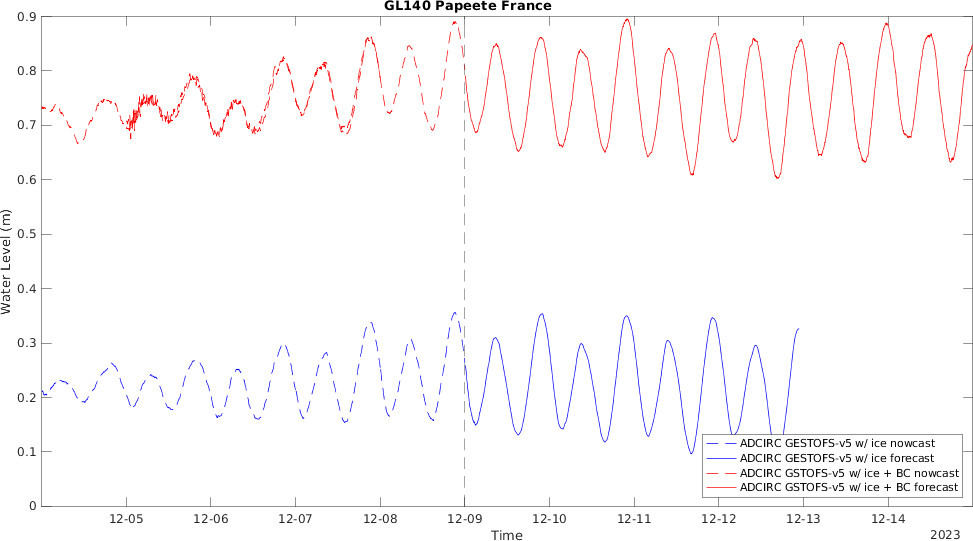 GL140 Papeete France
0.9
0.8
0.7
0.6
0.5
0.4
0.3
0.2
0.1
0
Water Level (m)
ADCIRC GESTOFS-v5 w/ ice nowcast
ADCIRC GESTOFS-v5 w/ ice forecast
ADCIRC GSTOFS-v5 w/ ice + BC nowcast
ADCIRC GSTOFS-v5 w/ ice + BC forecast
12-05 12-06 12-07 12-08 12-09 12-10 12-11 12-12 12-13 12-14
Time
2023